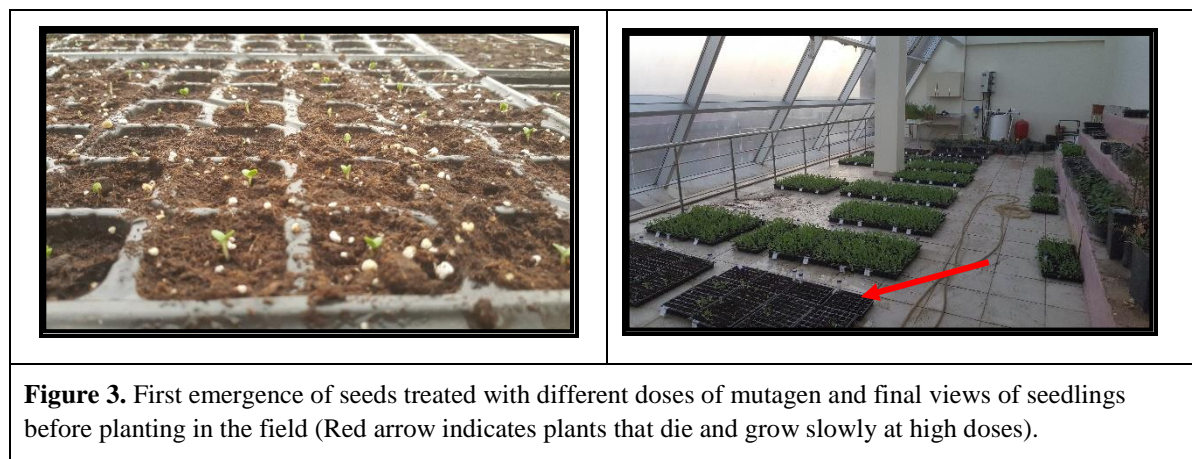 Figure 3. First emergence of seeds treated with different doses of mutagen and final views of seedlings
before planting in the field (Red arrow indicates plants that die and grow slowly at high doses).